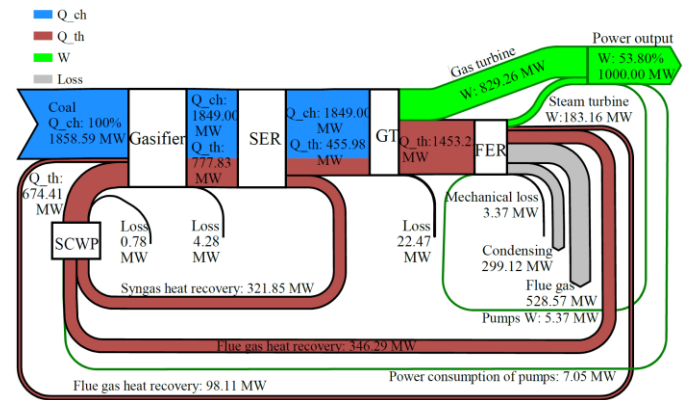 Q_ch
Q_th
W
Loss
Power output
W: 53.80%
1000.00 MW
Gas turbine
W: 829.26 MW
Steam turbine
W:183.16 MW
Coal
Q_ch: 100%
1858.59 MW
Gasifier
Q_ch:
1849.00
MW
Q_th:
777.83
MW
SER
Q_ch: 1849.00
MW
Q_th: 455.98
MW
GT
Q_th:1453.2
MW
FER
Q_th:
674.41
MW
SCWP
Loss
0.78
MW
Loss
4.28
MW
Loss
22.47
MW
Mechanical loss
3.37 MW
Condensing
299.12 MW
Flue gas
528.57 MW
Pumps W: 5.37 MW
Syngas heat recovery: 321.85 MW
Flue gas heat recovery: 346.29 MW
Power consumption of pumps: 7.05 MW
Flue gas heat recovery: 98.11 MW